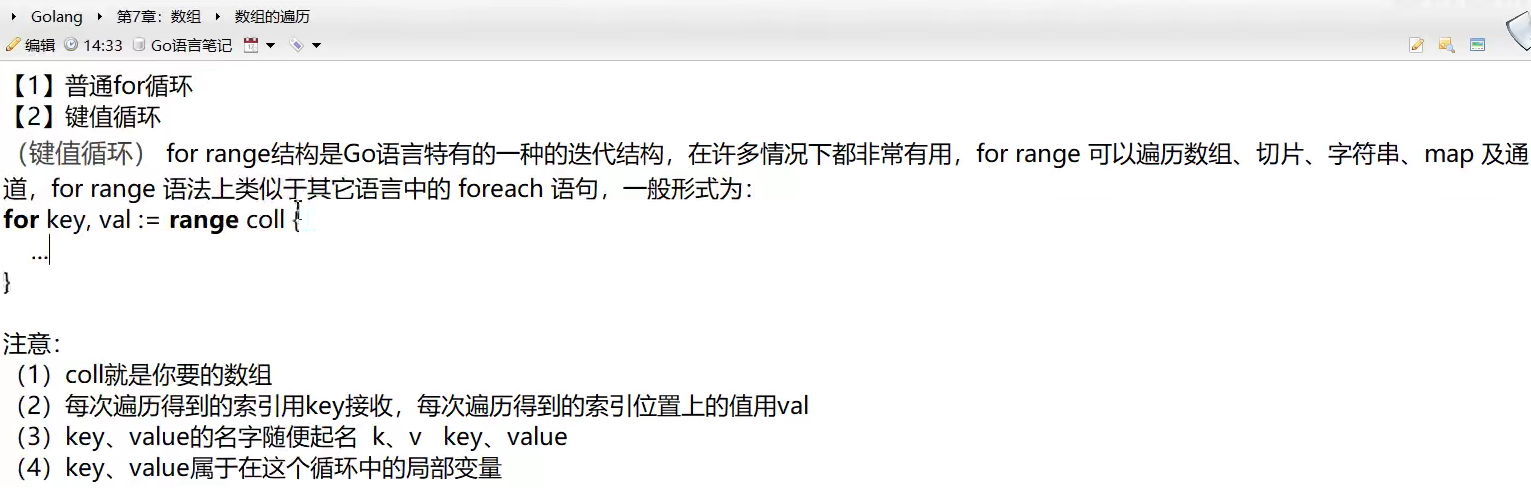 Golang 第7章：数组 数组的遍历
编辑 14:33 Go语言笔记
【1】普通for循环
【2】键值循环
（键值循环） for range结构是Go语言特有的一种的迭代结构，在许多情况下都非常有用，for range 可以遍历数组、切片、字符串、map 及通
道，for range 语法上类似于其它语言中的 foreach 语句，一般形式为：
for key, val := range coll {
...
}
注意：
（1）coll就是你要的数组
（2）每次遍历得到的索引用key接收，每次遍历得到的索引位置上的值用val
（3）key、value的名字随便起名 k、v key、value
（4）key、value属于在这个循环中的局部变量